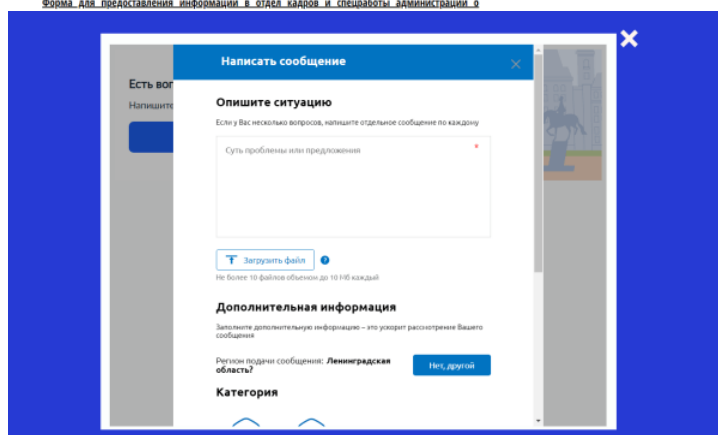 Форма для предоставления информации в отдел кадров и спецработы администрации о
Написать сообщение
Есть воп
Напишите
Опишите ситуацию
Если у Вас несколько вопросов, напишите отдельное сообщение по каждому
Суть проблемы или предложения *
Загрузить файл ?
Не более 10 файлов объемом до 10 Мб каждый
Дополнительная информация
Заполните дополнительную информацию – это ускорит рассмотрение Вашего
сообщения
Регион подачи сообщения: Ленинградская
область?
Нет, другой
Категория